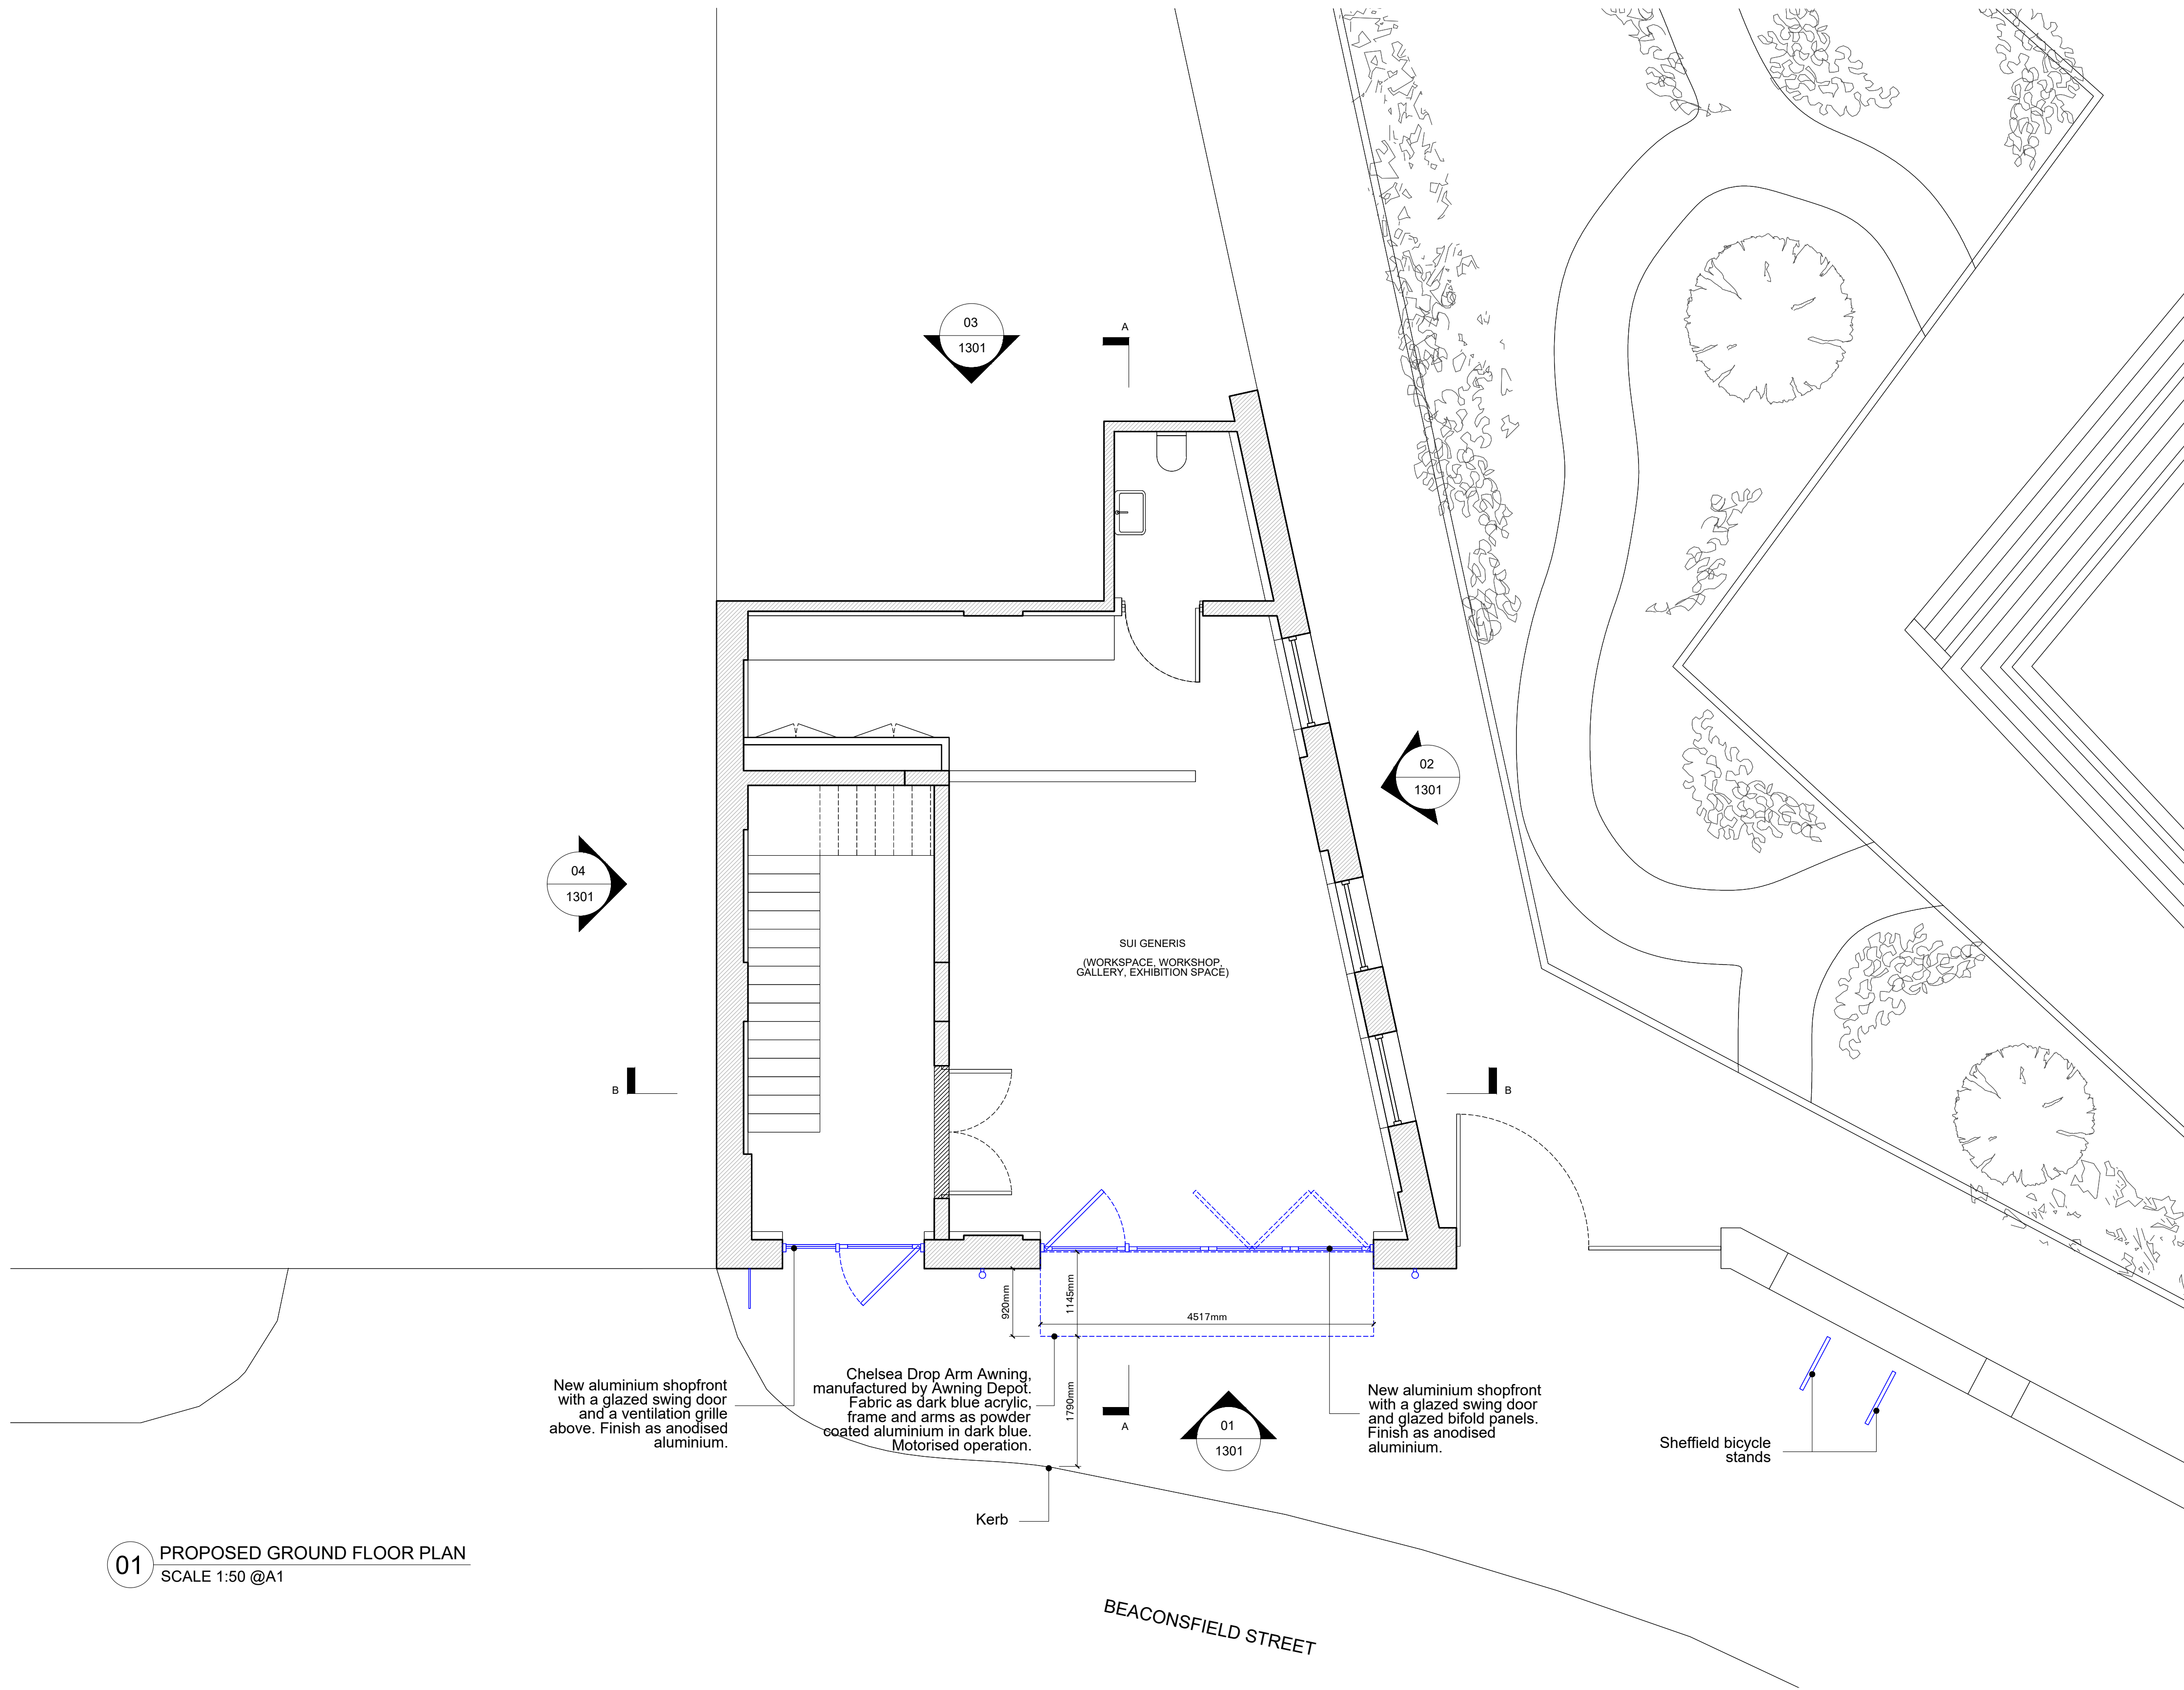 03
1301
A
02
1301
04
1301
SUI GENERIS
(WORKSPACE, WORKSHOP,
GALLERY, EXHIBITION SPACE)
B
B
920mm
1145mm
4517mm
1790mm
New aluminium shopfront
with a glazed swing door
and a ventilation grille
above. Finish as anodised
aluminium.
Chelsea Drop Arm Awning,
manufactured by Awning Depot.
Fabric as dark blue acrylic,
frame and arms as powder
coated aluminium in dark blue.
Motorised operation.
A
01
1301
New aluminium shopfront
with a glazed swing door
and glazed bifold panels.
Finish as anodised
aluminium.
Sheffield bicycle
stands
Kerb
01
PROPOSED GROUND FLOOR PLAN
SCALE 1:50 @A1
BEACONSFIELD STREET